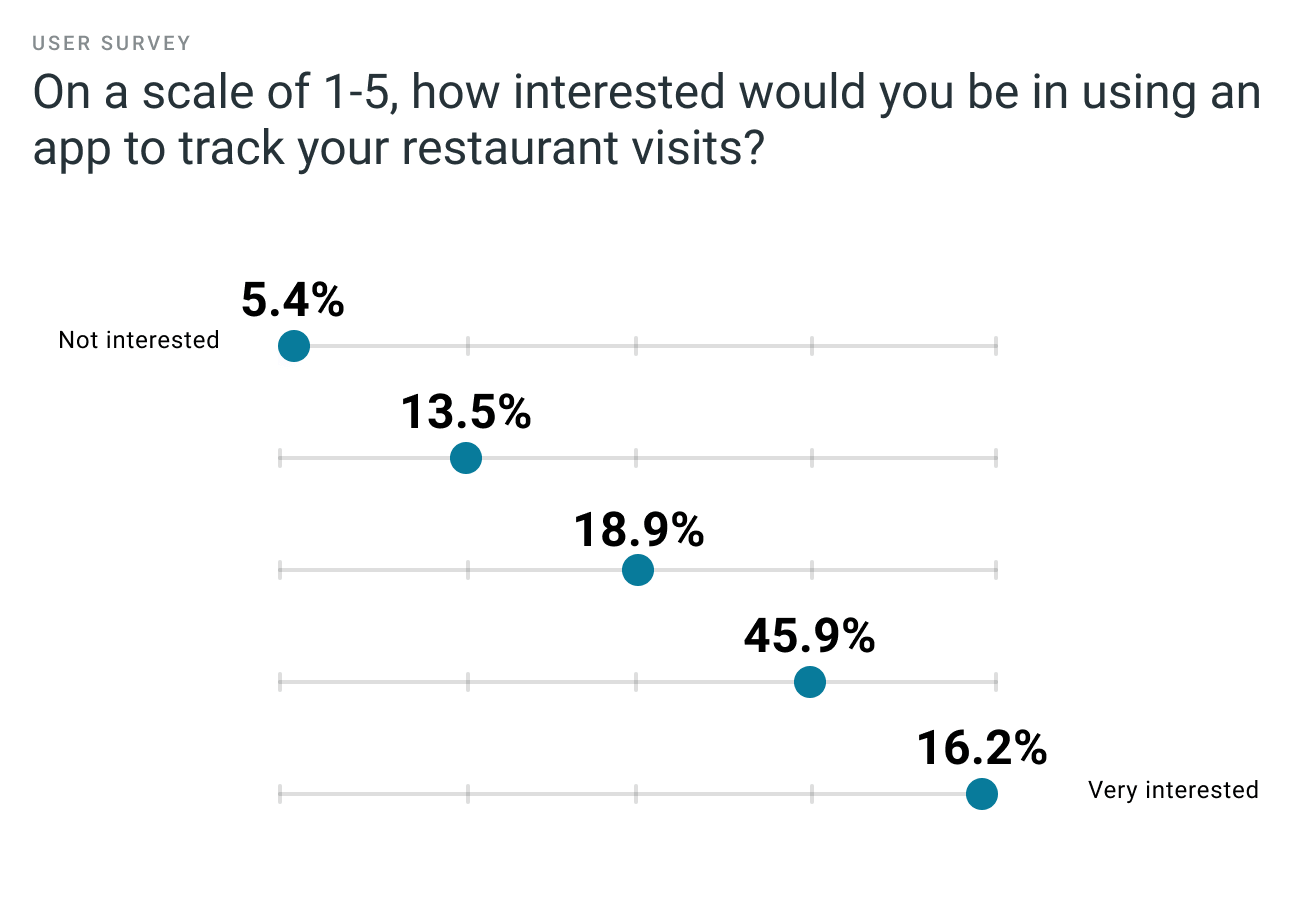 USER SURVEY
On a scale of 1-5, how interested would you be in using an
app to track your restaurant visits?
5.4%
Not interested
13.5%
18.9%
45.9%
16.2%
Very interested